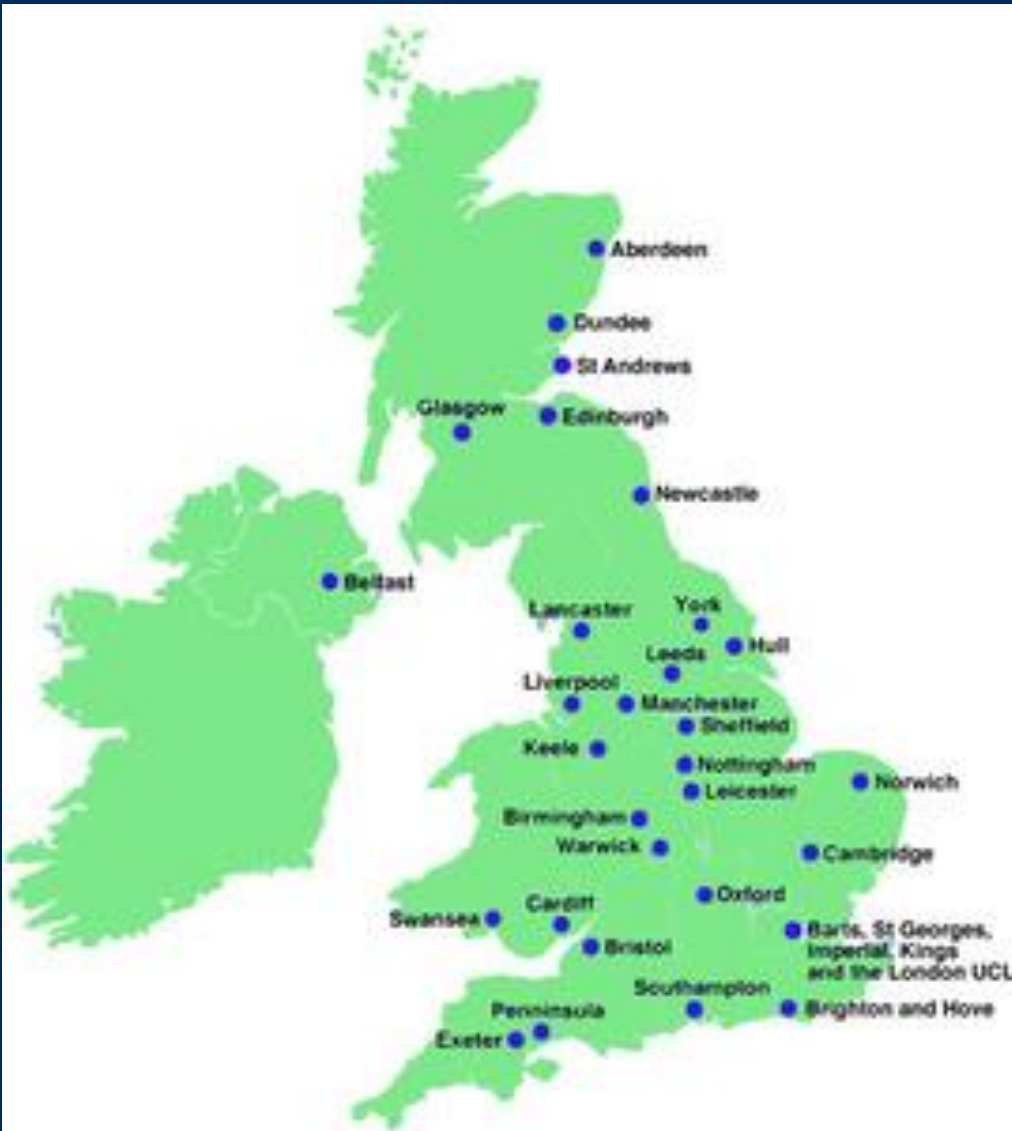 Aberdeen
Dundee
St Andrews
Glasgow
Edinburgh
Newcastle
Belfast
Lancaster
York
Hull
Leeds
Liverpool
Manchester
Sheffield
Keele
Nottingham
Norwich
Leicester
Birmingham
Warwick
Cambridge
Oxford
Cardiff
Swansea
Barts, St Georges,
Imperial, Kings
and the London UCL
Bristol
Southampton
Brighton and Hove
Penninsula
Exeter